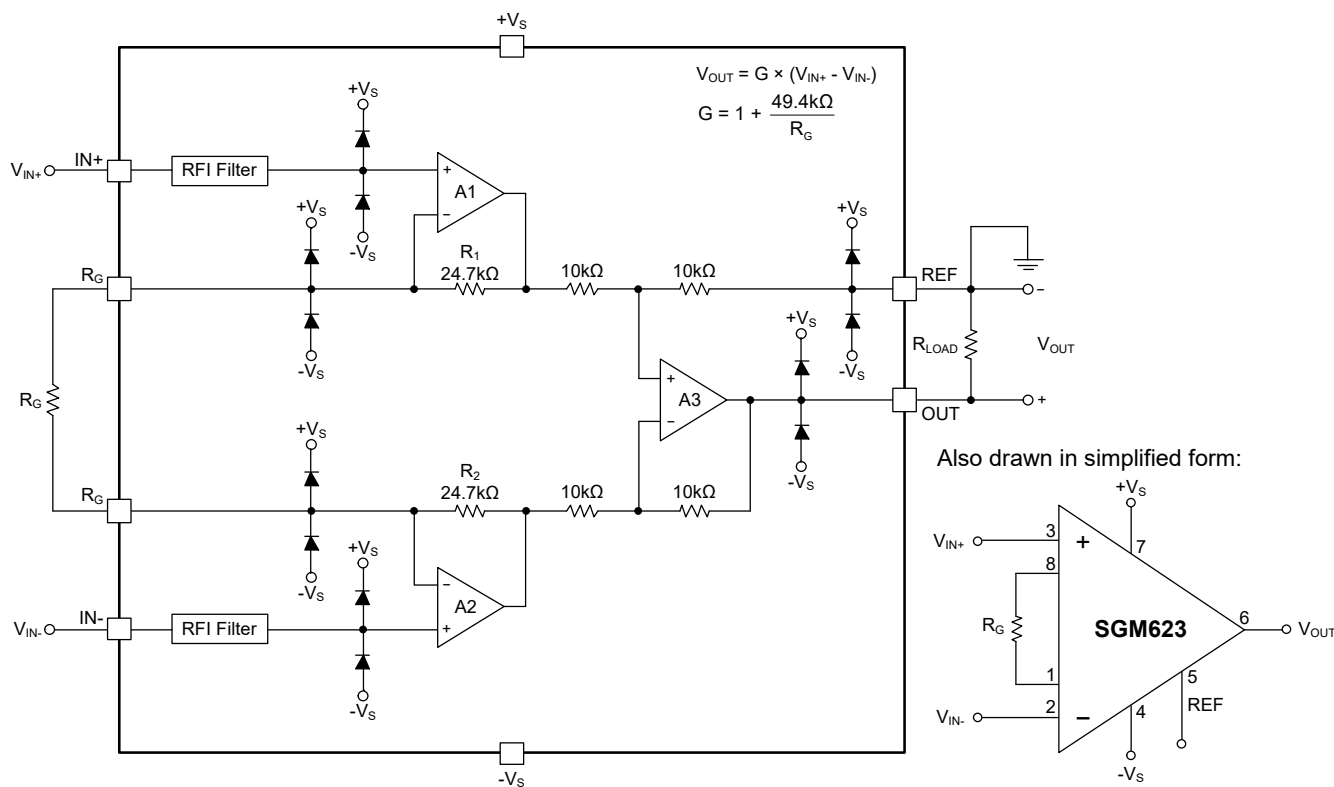 +VS
VOUT = G × (VIN+ - VIN-)
G = 1 + 49.4kΩ
RG
+VS
IN+
VIN+
RFI Filter
+
A1
−
-VS
+VS
+VS
RG
R1
24.7kΩ
10kΩ
10kΩ
REF
−
-VS
-VS
+VS
RLOAD
VOUT
RG
+
A3
−
+
OUT
-VS
+VS
R2
24.7kΩ
10kΩ
10kΩ
RG
-VS
+VS
−
A2
+
IN-
VIN-
RFI Filter
-VS
-VS
Also drawn in simplified form:
+VS
VIN+
3
+
7
8
RG
SGM623
6
VOUT
1
5
REF
VIN-
2
−
4
-VS